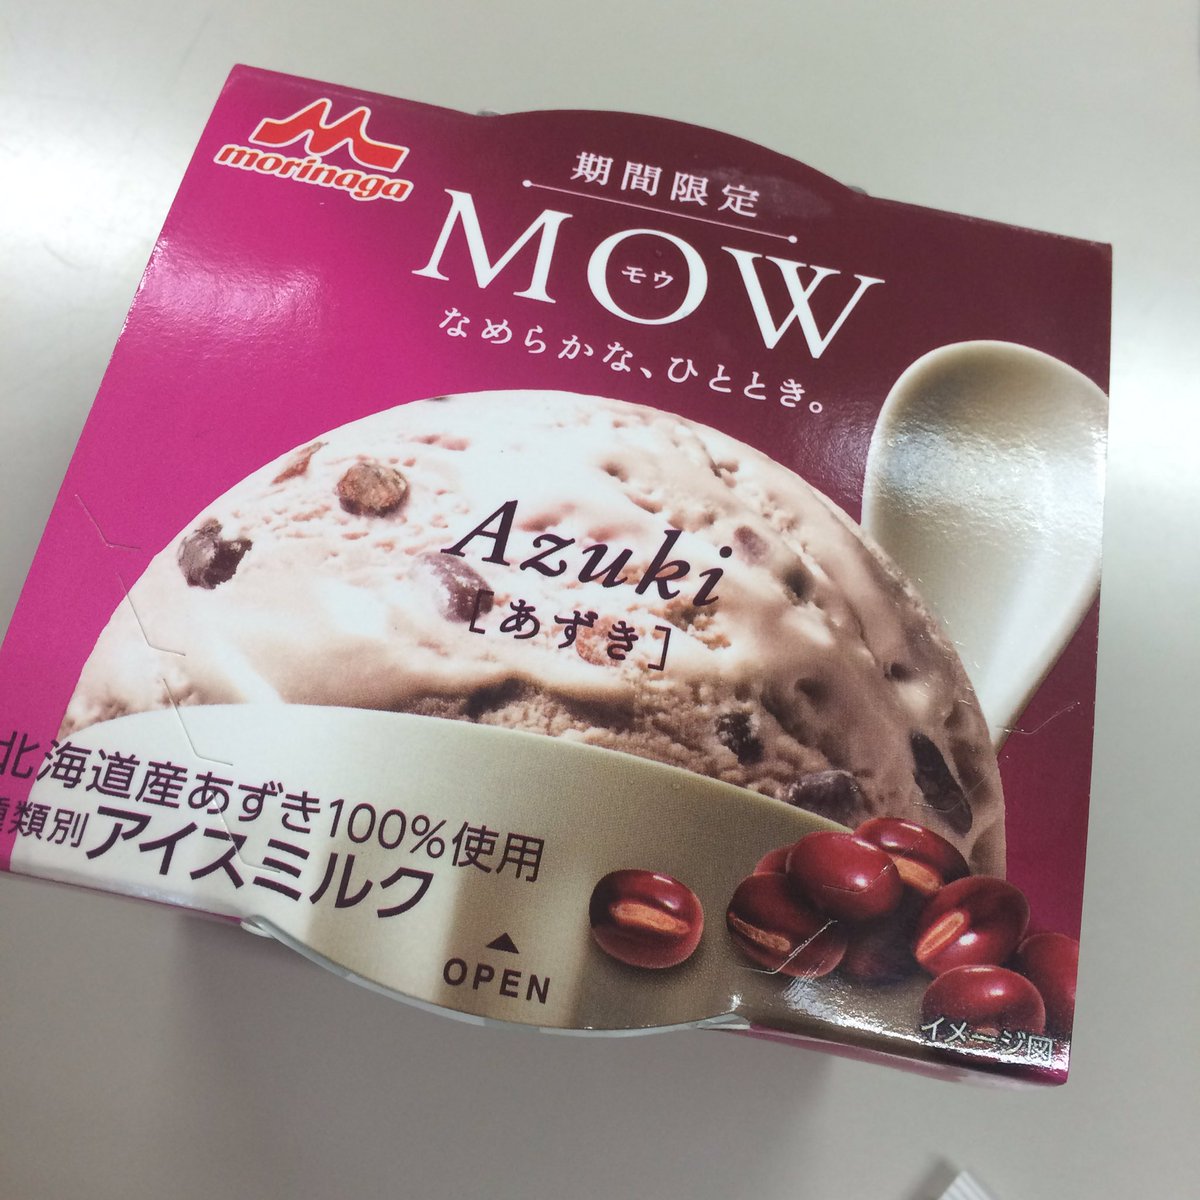 morinaga
期間限定
MOW
モウ
なめらかな、ひととき。
Azuki
[あずき]
北海道産あずき100%使用
種類別アイスミルク
▲
OPEN
イメージ図